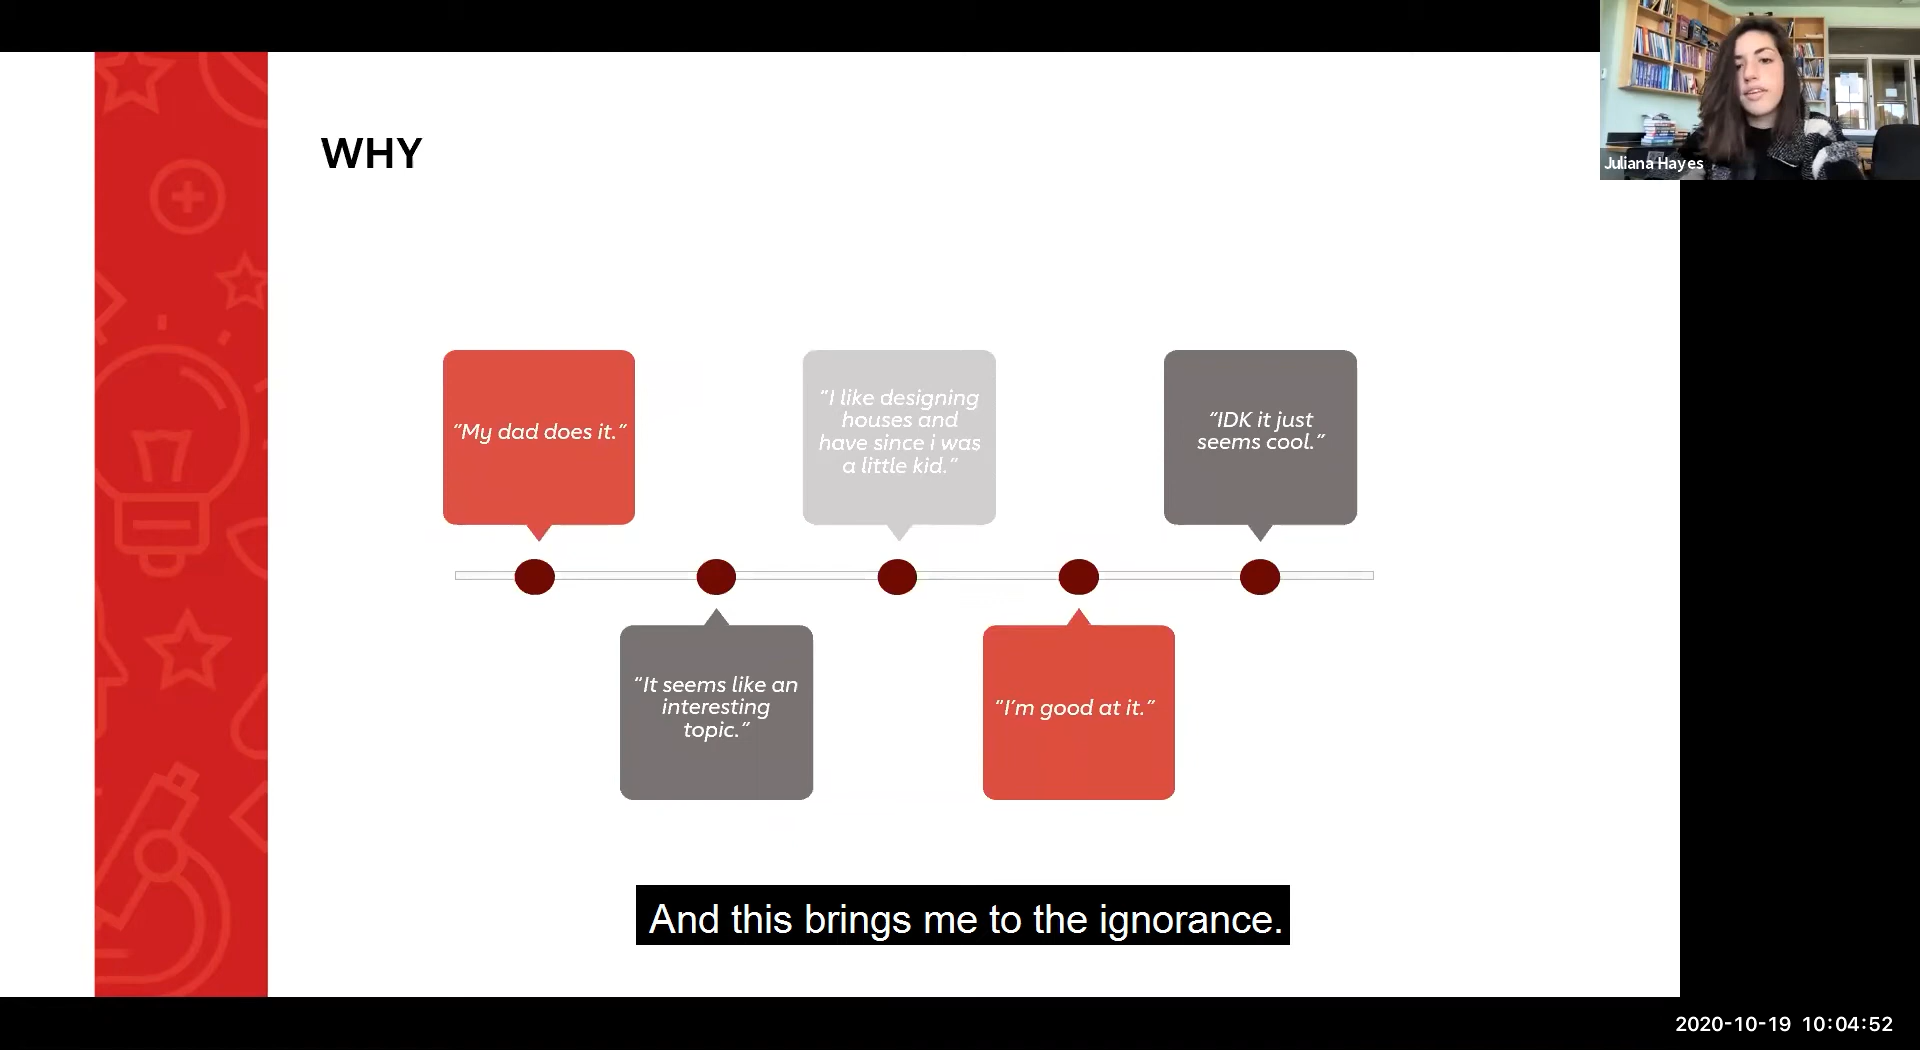 Juliana Hayes
WHY
“My dad does it.”
“It seems like an
interesting
topic.”
“I like designing
houses and
have since i was
a little kid.”
“I’m good at it.”
“IDK it just
seems cool.”
And this brings me to the ignorance.
2020-10-19 10:04:52